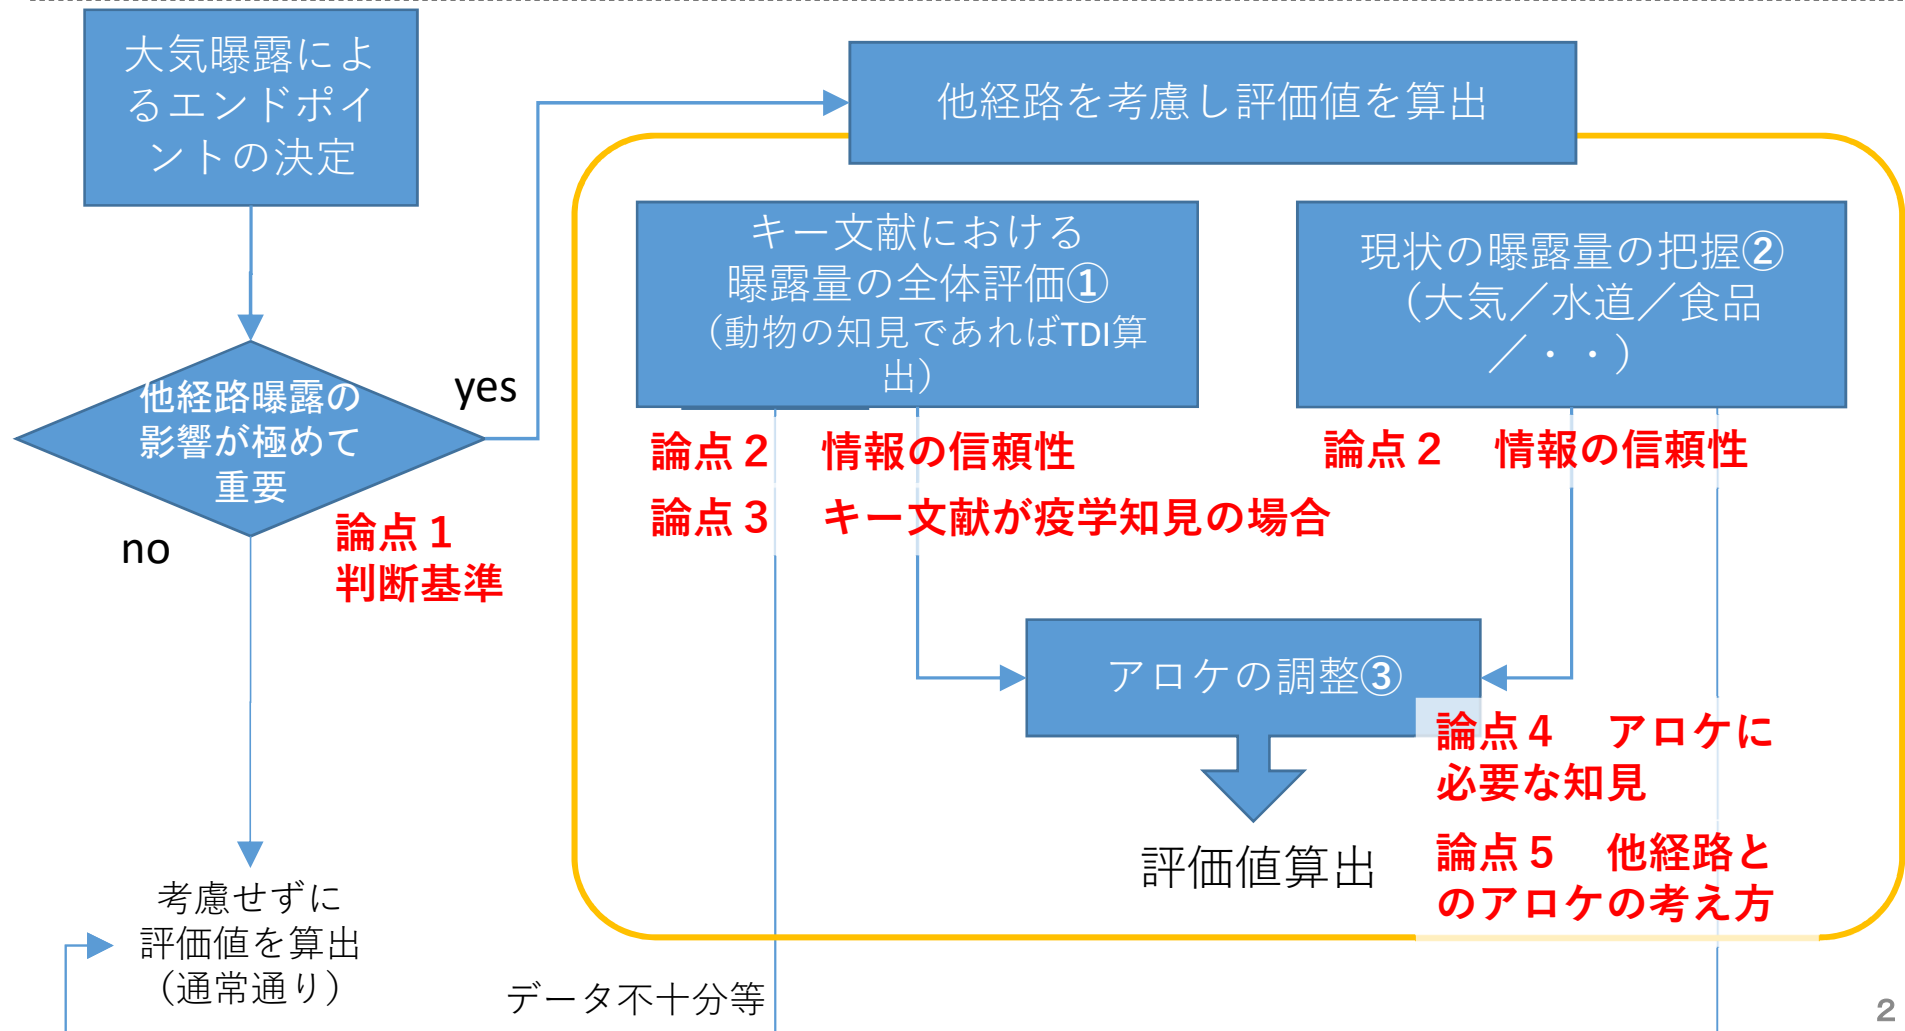 大気曝露によ
るエンドポイ
ントの決定
他経路を考慮し評価値を算出
キー文献における
曝露量の全体評価①
（動物の知見であればTDI算
出）
現状の曝露量の把握②
（大気／水道／食品
／・・）
他経路曝露の
影響が極めて
重要
yes
no
論点１
判断基準
論点２　情報の信頼性
論点３　キー文献が疫学知見の場合
論点２　情報の信頼性
アロケの調整③
論点４　アロケに
必要な知見
評価値算出
論点５　他経路と
のアロケの考え方
考慮せずに
評価値を算出
（通常通り）
データ不十分等
2